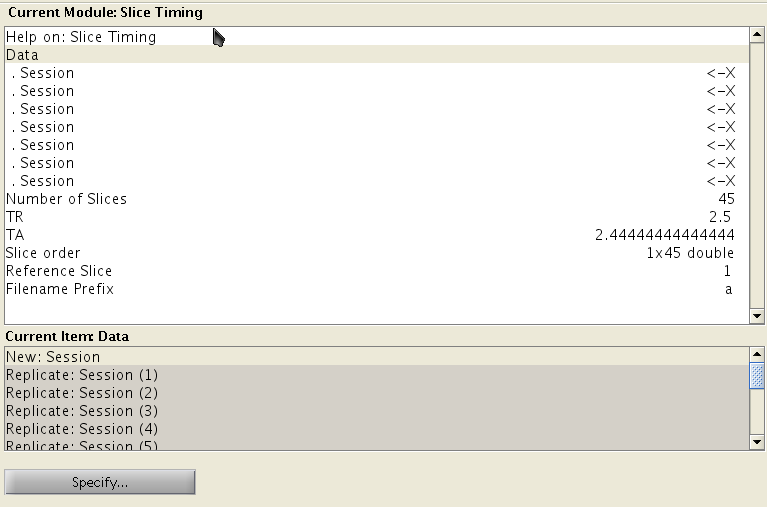 Current Module: Slice Timing
Help on: Slice Timing
Data
. Session <-X
. Session <-X
. Session <-X
. Session <-X
. Session <-X
. Session <-X
. Session <-X
Number of Slices 45
TR 2.5
TA 2.44444444444444
Slice order 1x45 double
Reference Slice 1
Filename Prefix a
Current Item: Data
New: Session
Replicate: Session (1)
Replicate: Session (2)
Replicate: Session (3)
Replicate: Session (4)
Replicate: Session (5)
Specify...